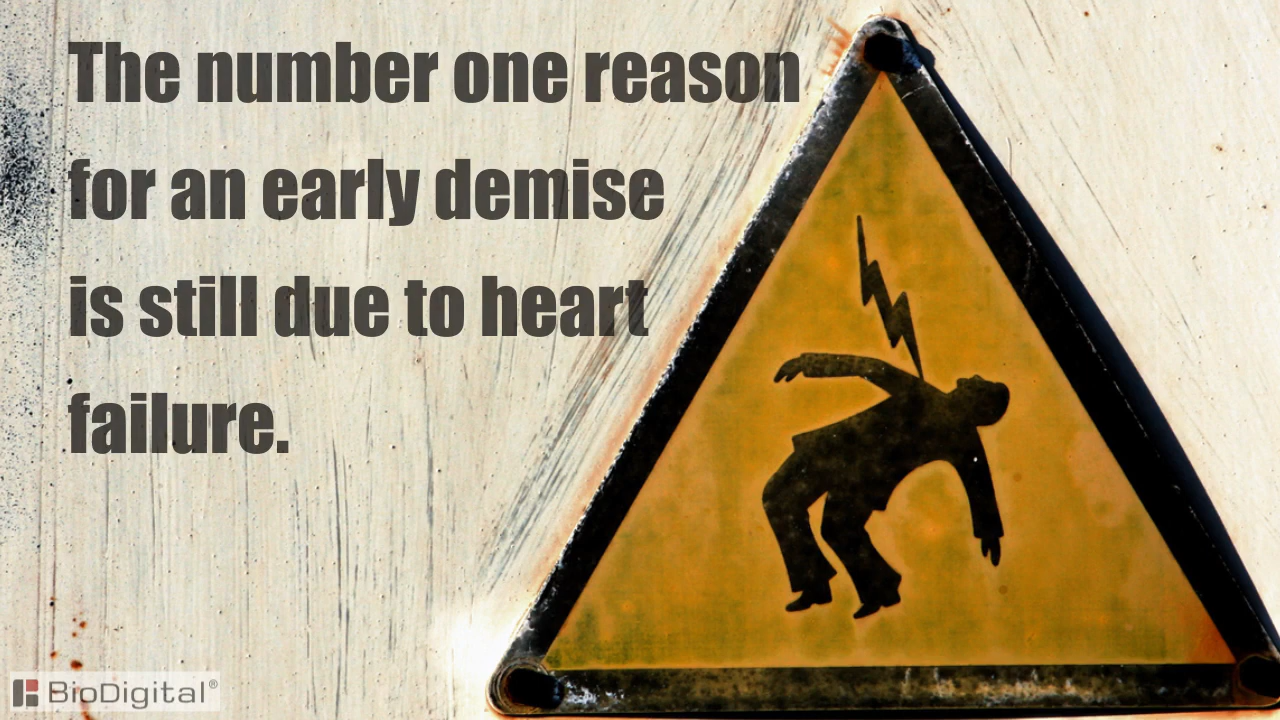 The number one reason
for an early demise
is still due to heart
failure.
BioDigital®